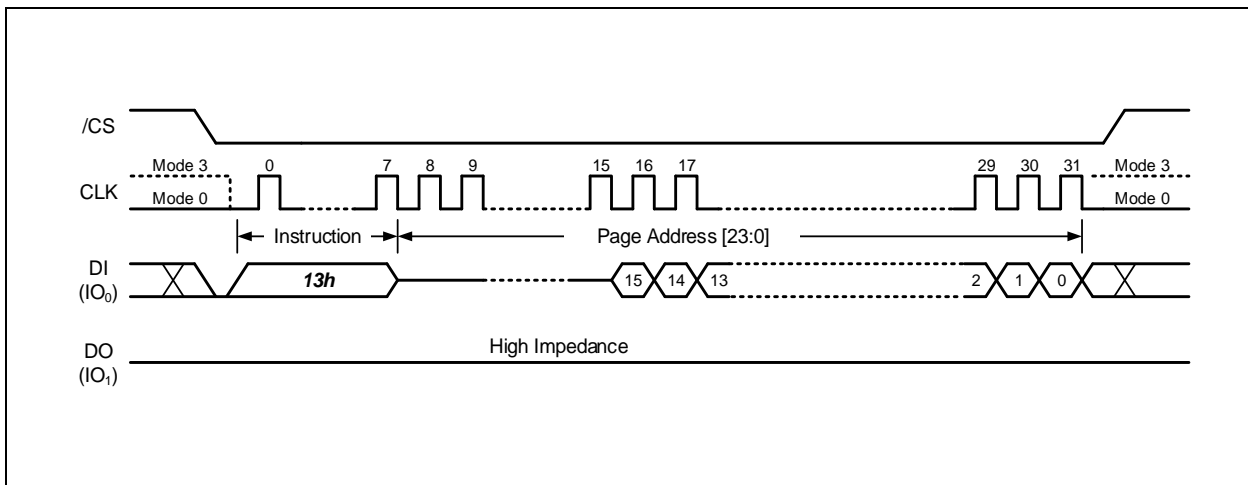 /CS
Mode 3 0 7 8 9 15 16 17 29 30 31 Mode 3
CLK
Mode 0 Mode 0
Instruction Page Address [23:0]
DI
(IO₀) 13h 15 14 13 2 1 0
High Impedance
DO
(IO₁)